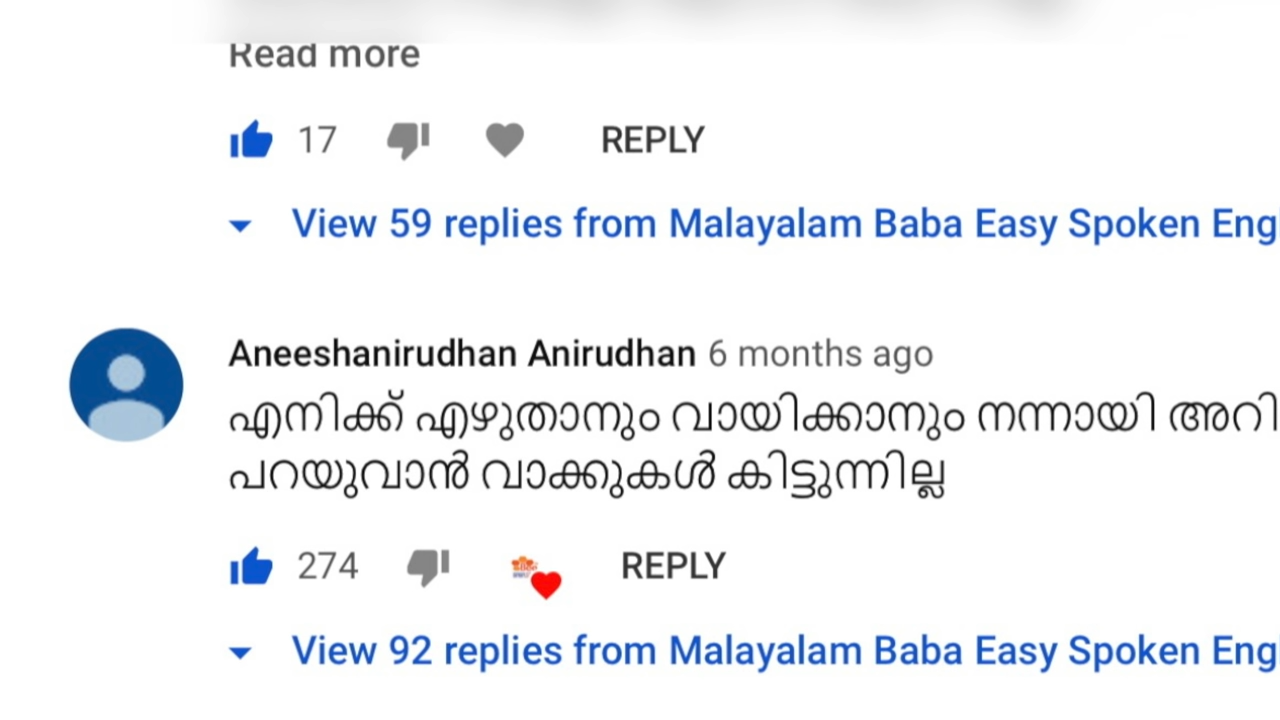 Read more
17 REPLY
View 59 replies from Malayalam Baba Easy Spoken Eng
Aneeshanirudhan Anirudhan 6 months ago
എനിക്ക് എഴുതാനും വായിക്കാനും നന്നായി അറി
പറയുവാൻ വാക്കുകൾ കിട്ടുന്നില്ല
274 REPLY
View 92 replies from Malayalam Baba Easy Spoken Eng